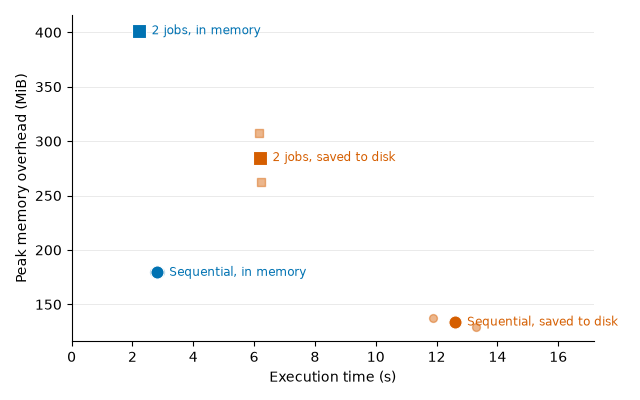 Peak memory overhead (MiB)
400
350
300
250
200
150
2 jobs, in memory
2 jobs, saved to disk
Sequential, in memory
Sequential, saved to disk
0 2 4 6 8 10 12 14 16
Execution time (s)